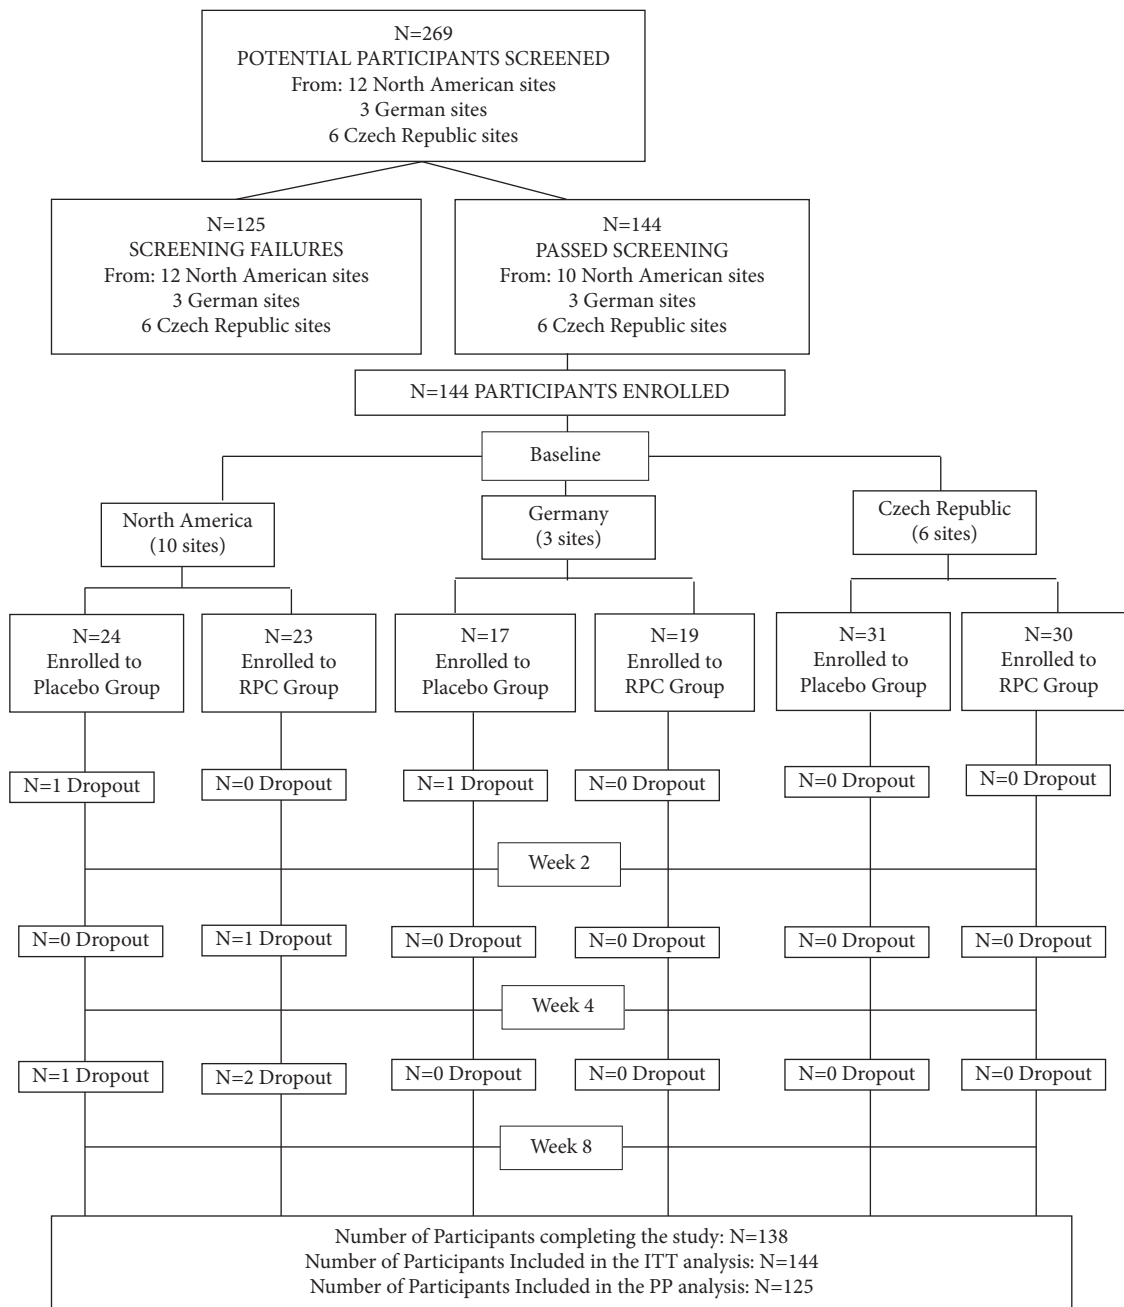 N=269
POTENTIAL PARTICIPANTS SCREENED
From: 12 North American sites
3 German sites
6 Czech Republic sites
N=125
SCREENING FAILURES
From: 12 North American sites
3 German sites
6 Czech Republic sites
N=144
PASSED SCREENING
From: 10 North American sites
3 German sites
6 Czech Republic sites
N=144 PARTICIPANTS ENROLLED
Baseline
North America
(10 sites)
Germany
(3 sites)
Czech Republic
(6 sites)
N=24
Enrolled to
Placebo Group
N=23
Enrolled to
RPC Group
N=17
Enrolled to
Placebo Group
N=19
Enrolled to
RPC Group
N=31
Enrolled to
Placebo Group
N=30
Enrolled to
RPC Group
N=1 Dropout
N=0 Dropout
N=1 Dropout
N=0 Dropout
N=0 Dropout
N=0 Dropout
Week 2
N=0 Dropout
N=1 Dropout
N=0 Dropout
N=0 Dropout
N=0 Dropout
N=0 Dropout
Week 4
N=1 Dropout
N=2 Dropout
N=0 Dropout
N=0 Dropout
N=0 Dropout
N=0 Dropout
Week 8
Number of Participants completing the study: N=138
Number of Participants Included in the ITT analysis: N=144
Number of Participants Included in the PP analysis: N=125